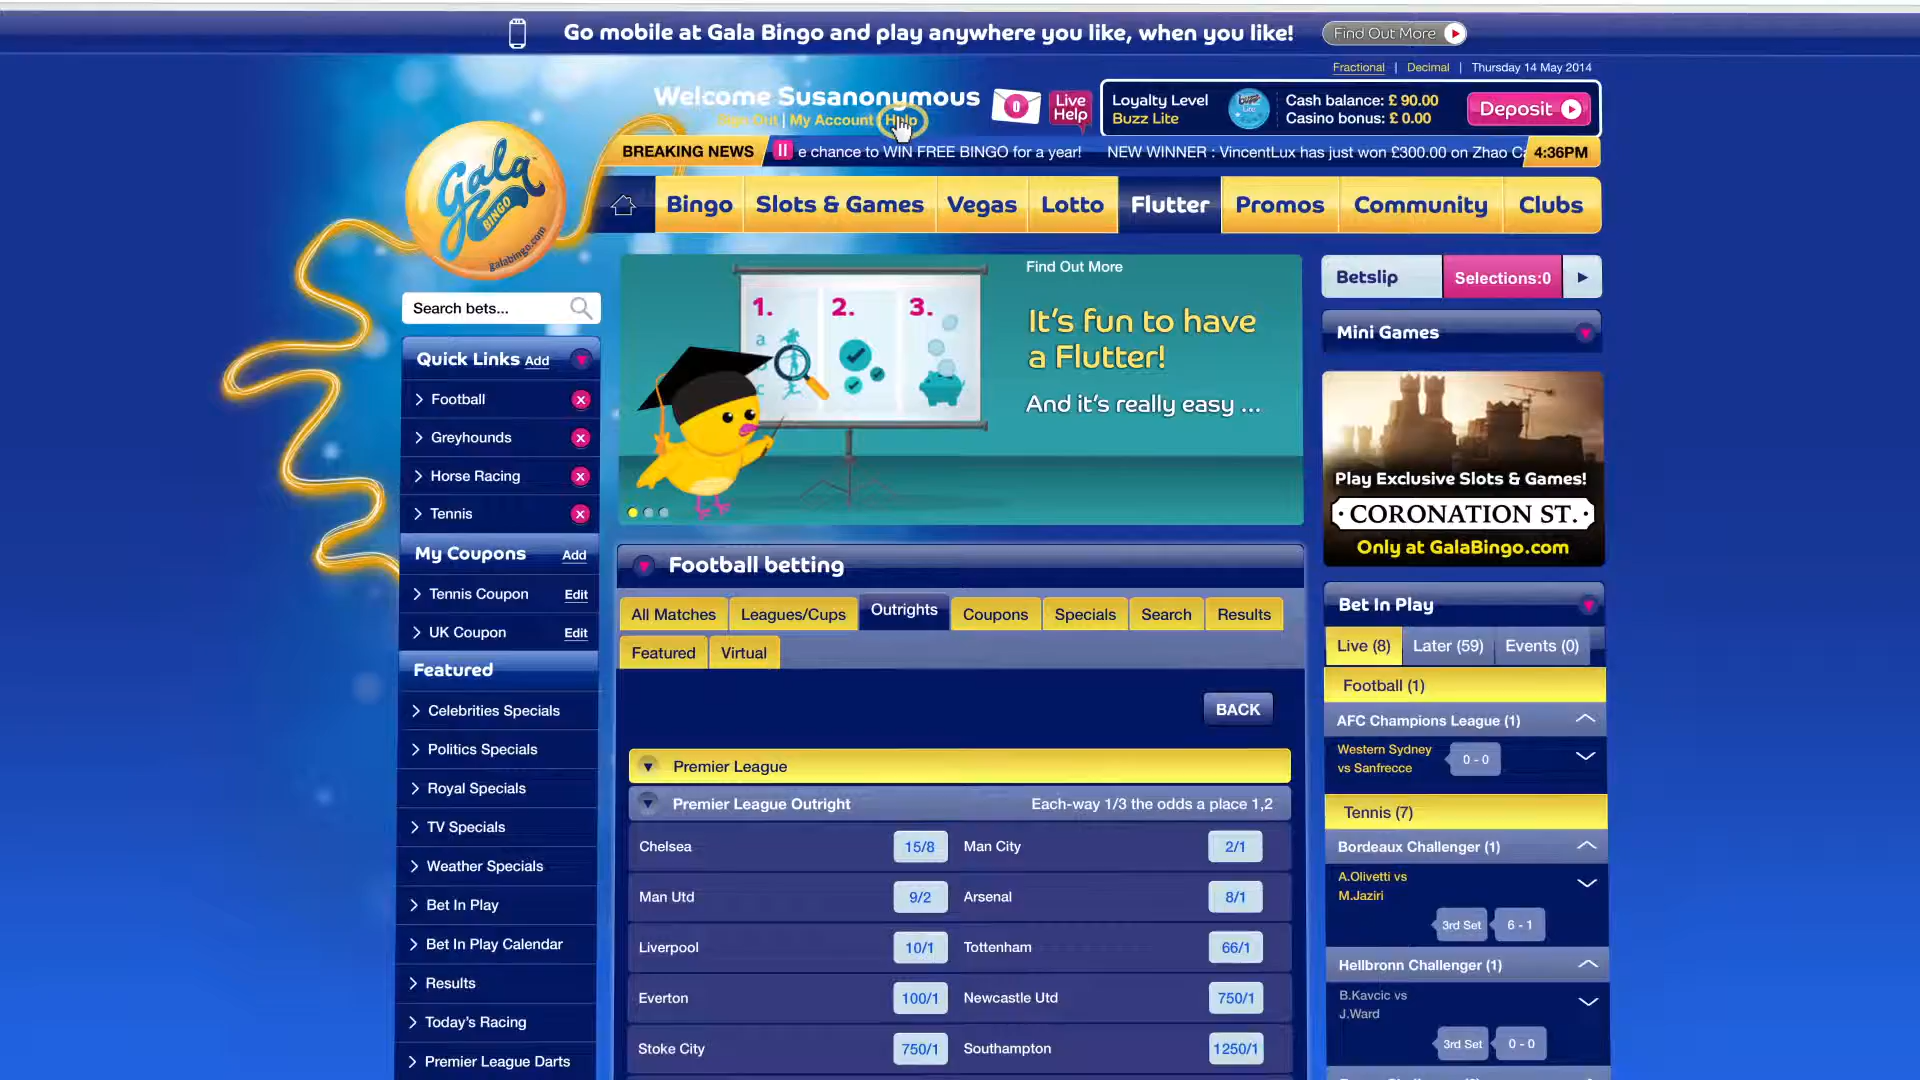 Go mobile at Gala Bingo and play anywhere you like, when you like!
Find Out More
Fractional | Decimal | Thursday 14 May 2014
Welcome Susanonymous
Sign Out | My Account | Help
0
Live Help
Loyalty Level
Buzz Lite
Cash balance: £ 90.00
Casino bonus: £ 0.00
Deposit
BREAKING NEWS
e chance to WIN FREE BINGO for a year! NEW WINNER : VincentLux has just won £300.00 on Zhao Ca
4:36PM
Gala
BINGO
galabingo.com
Bingo
Slots & Games
Vegas
Lotto
Flutter
Promos
Community
Clubs
Search bets...
Quick Links Add
Football
Greyhounds
Horse Racing
Tennis
My Coupons Add
Tennis Coupon Edit
UK Coupon Edit
Featured
Celebrities Specials
Politics Specials
Royal Specials
TV Specials
Weather Specials
Bet In Play
Bet In Play Calendar
Results
Today's Racing
Premier League Darts
1. 2. 3.
a
c
Find Out More
It's fun to have
a Flutter!
And it's really easy ...
Football betting
All Matches
Leagues/Cups
Outrights
Coupons
Specials
Search
Results
Featured
Virtual
BACK
Premier League
Premier League Outright Each-way 1/3 the odds a place 1,2
Chelsea 15/8 Man City 2/1
Man Utd 9/2 Arsenal 8/1
Liverpool 10/1 Tottenham 66/1
Everton 100/1 Newcastle Utd 750/1
Stoke City 750/1 Southampton 1250/1
Betslip Selections:0
Mini Games
Play Exclusive Slots & Games!
· CORONATION ST. ·
Only at GalaBingo.com
Bet In Play
Live (8) Later (59) Events (0)
Football (1)
AFC Champions League (1)
Western Sydney
vs Sanfrecce
0 - 0
Tennis (7)
Bordeaux Challenger (1)
A.Olivetti vs
M.Jaziri
3rd Set 6 - 1
Hellbronn Challenger (1)
B.Kavcic vs
J.Ward
3rd Set 0 - 0